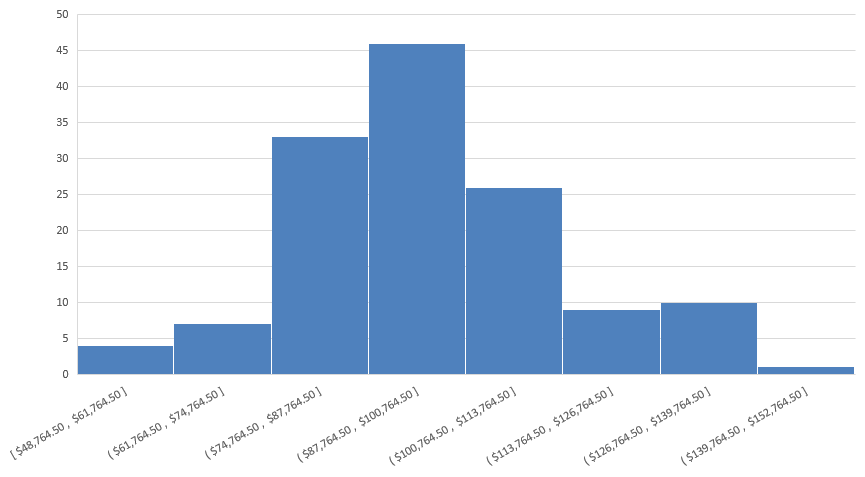 50
45
40
35
30
25
20
15
10
5
0
[ $48,764.50 , $61,764.50 ]
( $61,764.50 , $74,764.50 ]
( $74,764.50 , $87,764.50 ]
( $87,764.50 , $100,764.50 ]
( $100,764.50 , $113,764.50 ]
( $113,764.50 , $126,764.50 ]
( $126,764.50 , $139,764.50 ]
( $139,764.50 , $152,764.50 ]